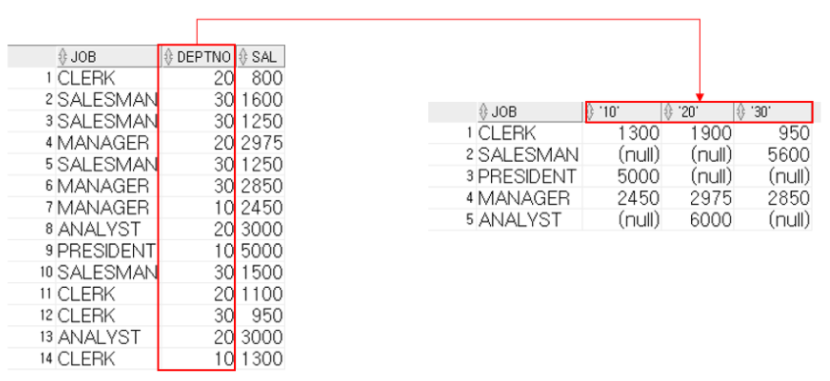 JOB DEPTNO SAL
1 CLERK 20 800
2 SALESMAN 30 1600
3 SALESMAN 30 1250
4 MANAGER 20 2975
5 SALESMAN 30 1250
6 MANAGER 30 2850
7 MANAGER 10 2450
8 ANALYST 20 3000
9 PRESIDENT 10 5000
10 SALESMAN 30 1500
11 CLERK 20 1100
12 CLERK 30 950
13 ANALYST 20 3000
14 CLERK 10 1300
JOB '10' '20' '30'
1 CLERK 1300 1900 950
2 SALESMAN (null) (null) 5600
3 PRESIDENT 5000 (null) (null)
4 MANAGER 2450 2975 2850
5 ANALYST (null) 6000 (null)